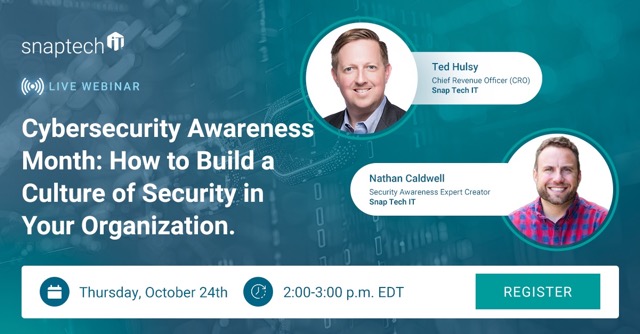 snaptech IT
LIVE WEBINAR
Cybersecurity Awareness
Month: How to Build a
Culture of Security in
Your Organization.
Ted Hulsy
Chief Revenue Officer (CRO)
Snap Tech IT
Nathan Caldwell
Security Awareness Expert Creator
Snap Tech IT
Thursday, October 24th
2:00-3:00 p.m. EDT
REGISTER